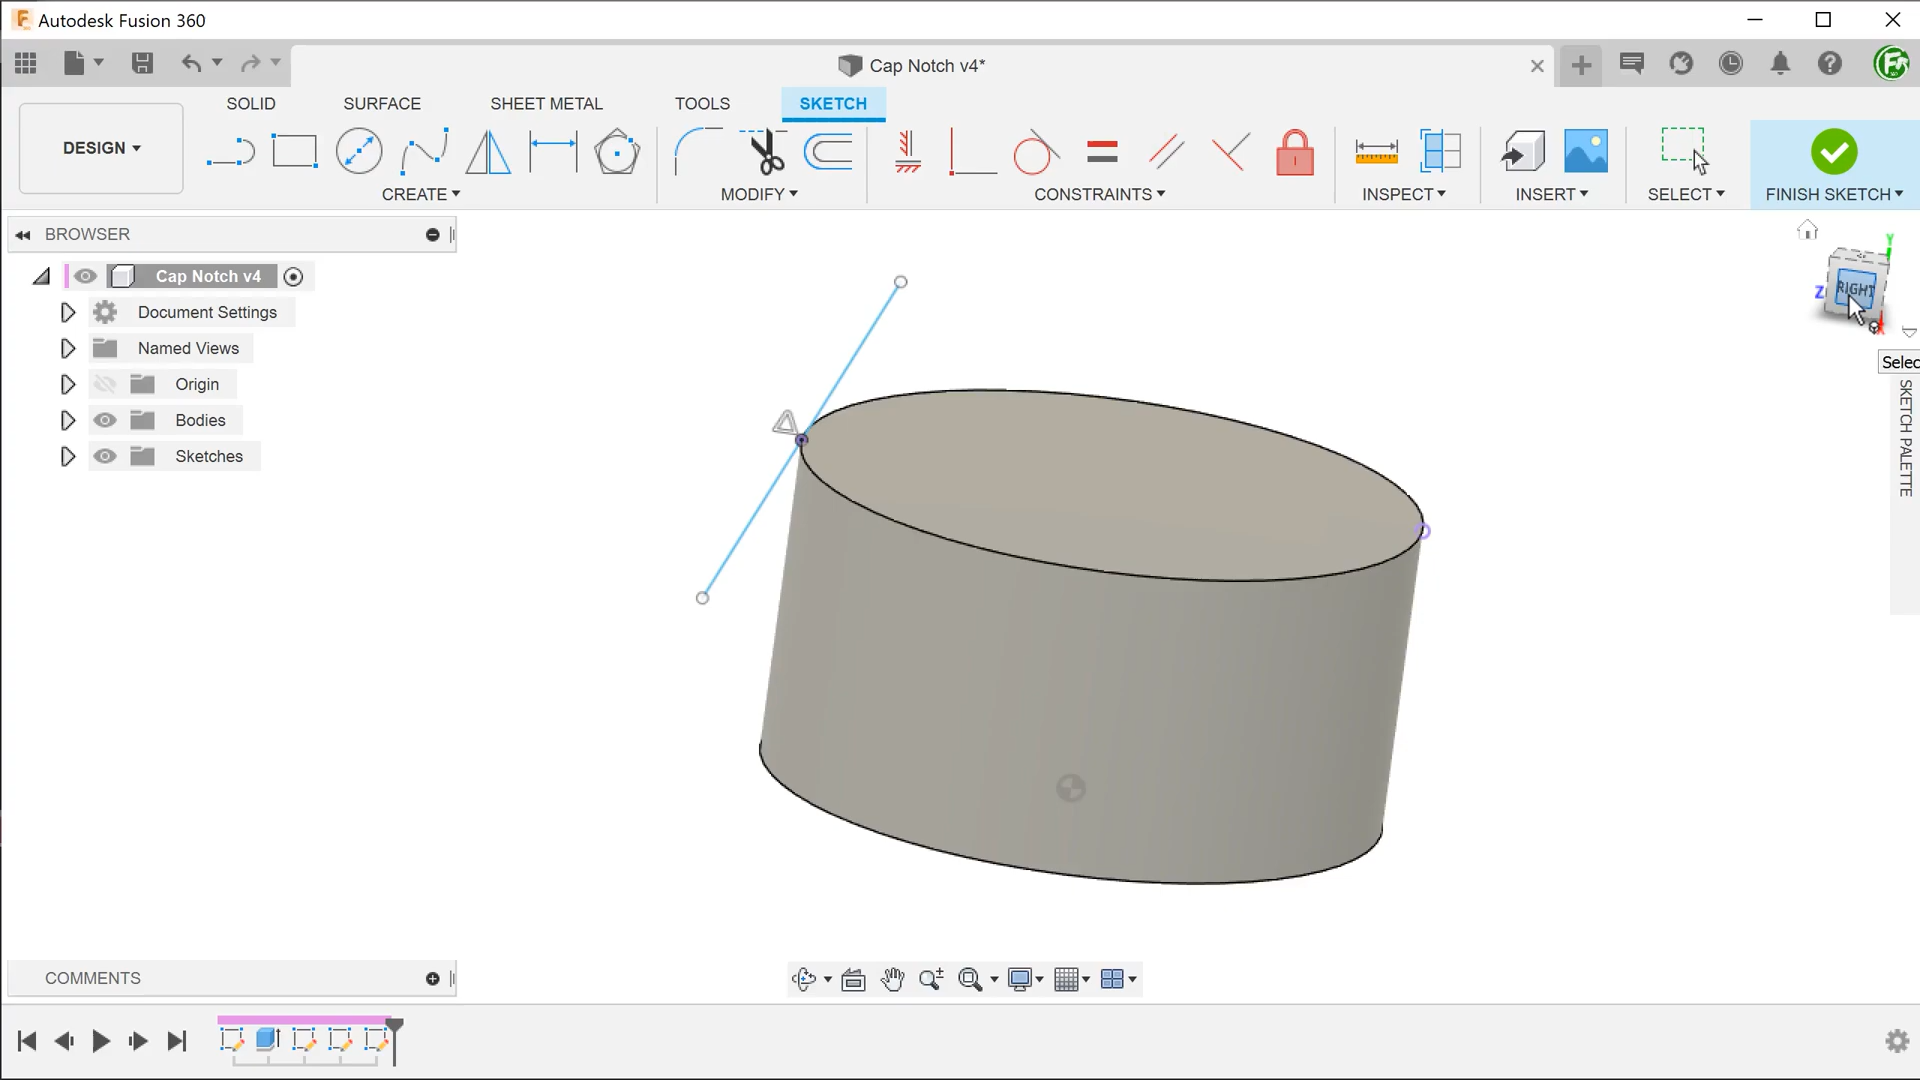 Autodesk Fusion 360
Cap Notch v4*
SOLID SURFACE SHEET METAL TOOLS SKETCH
DESIGN
CREATE MODIFY CONSTRAINTS INSPECT INSERT SELECT FINISH SKETCH
BROWSER
Cap Notch v4
Document Settings
Named Views
Origin
Bodies
Sketches
Y
Z
RIGHT
X
Selec
SKETCH PALETTE
COMMENTS